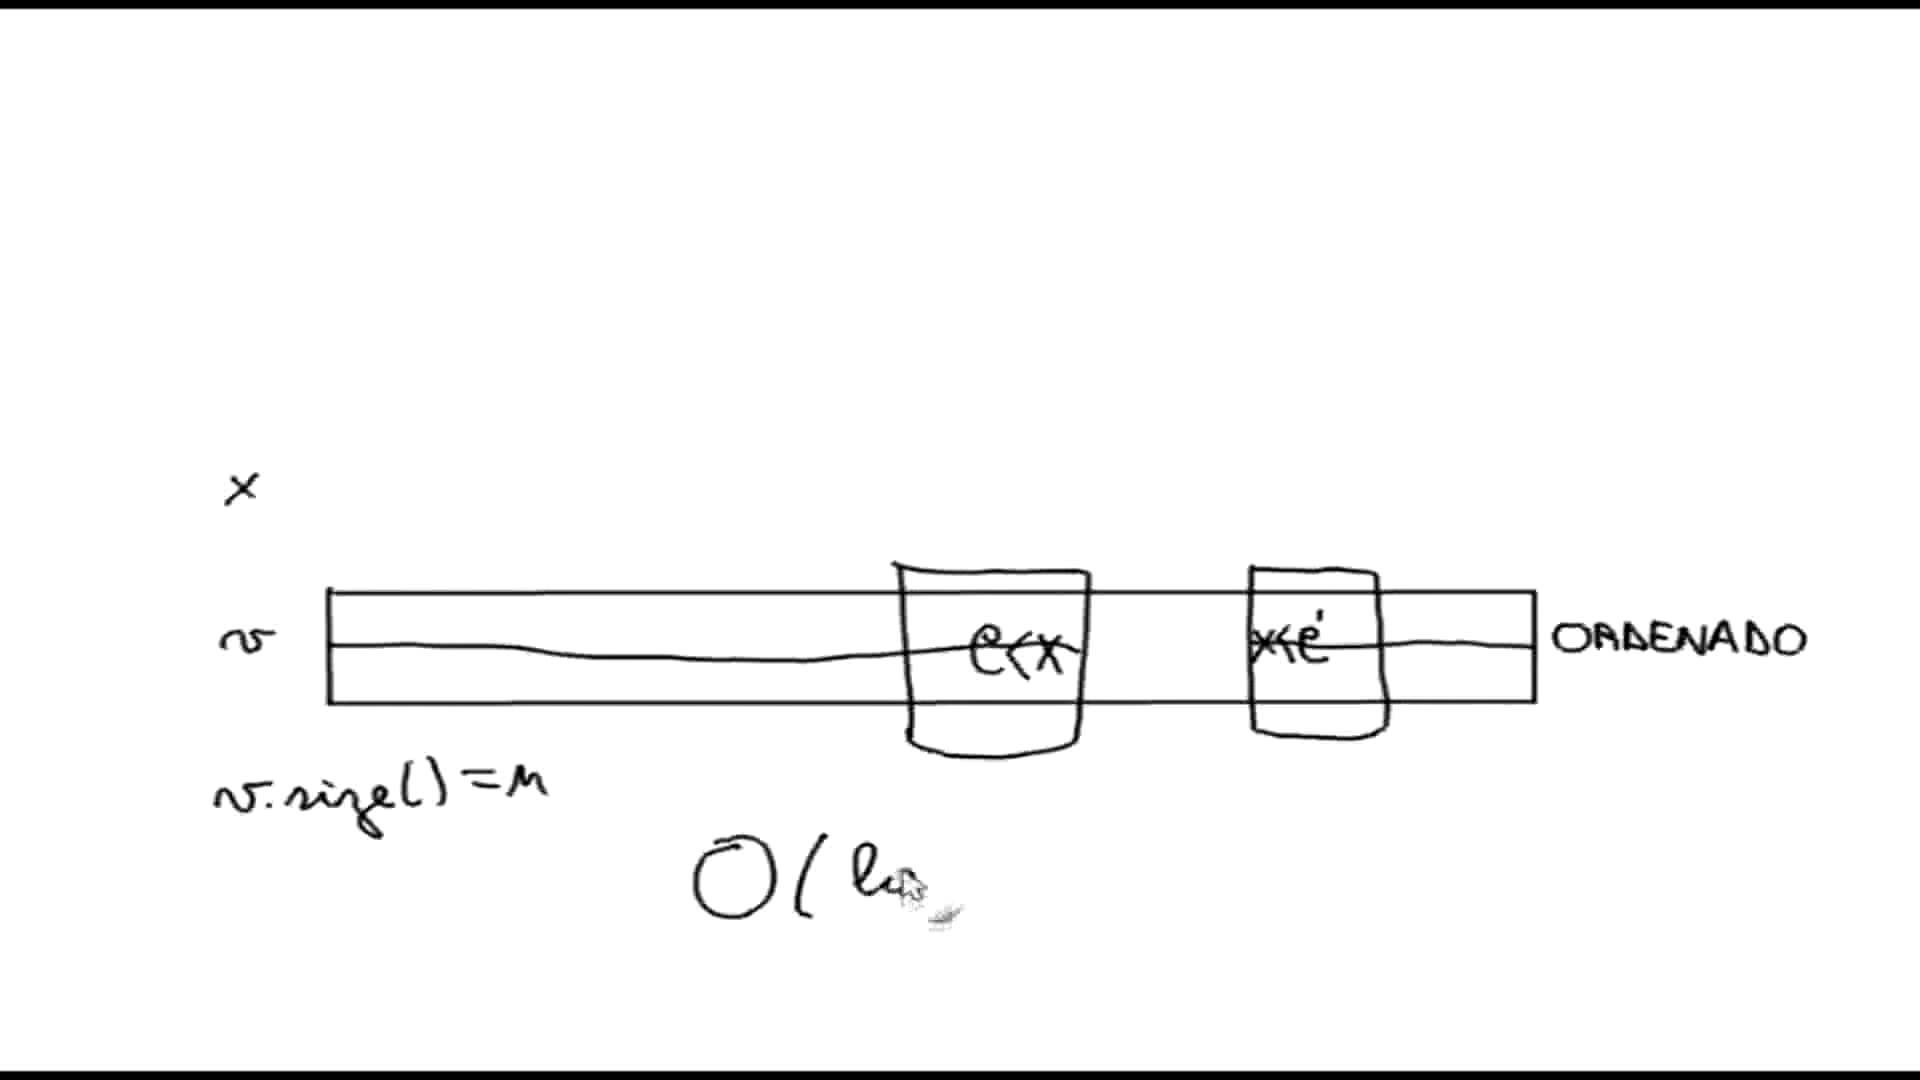 x
v e<x x<e' ORDENADO
v.size()=n
O(